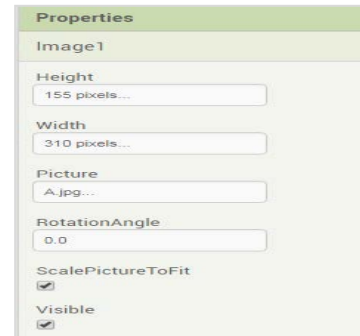 Properties
Image1
Height
155 pixels...
Width
310 pixels...
Picture
A.jpg...
RotationAngle
0.0
ScalePictureToFit
Visible